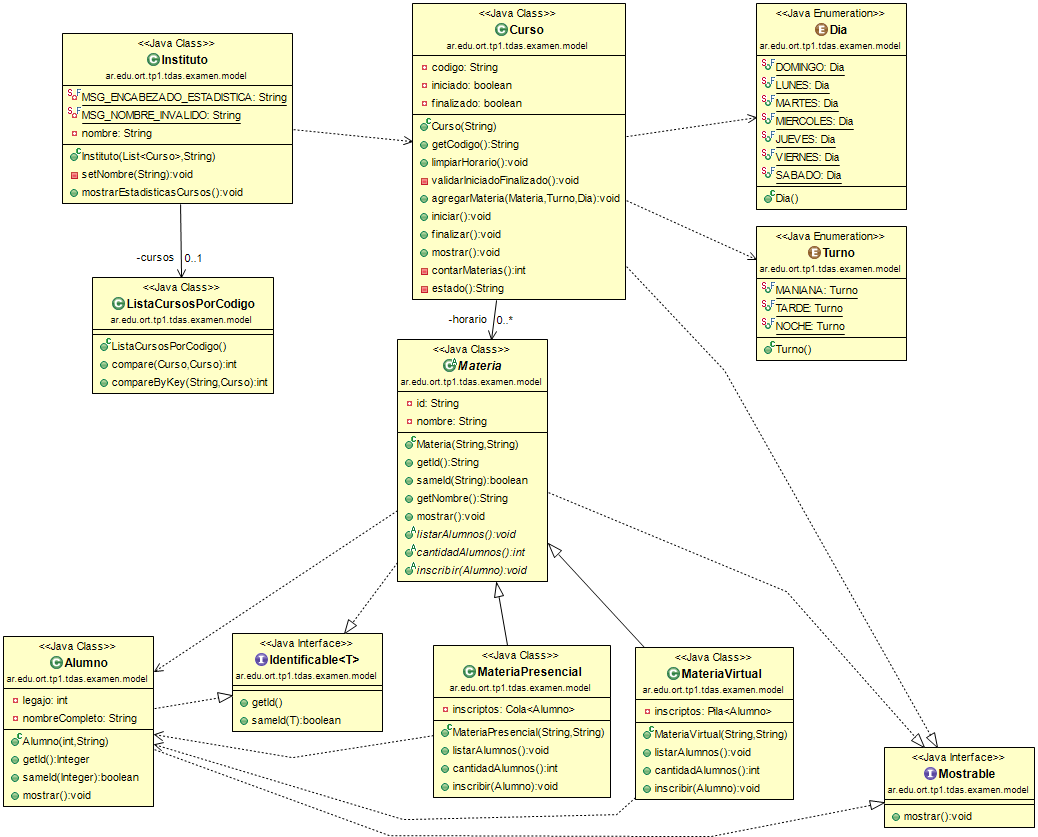 <<Java Class>>
Instituto
ar.edu.ort.tp1.tdas.examen.model
MSG_ENCABEZADO_ESTADISTICA: String
MSG_NOMBRE_INVALIDO: String
nombre: String
Instituto(List<Curso>,String)
setNombre(String):void
mostrarEstadisticasCursos():void
<<Java Class>>
Curso
ar.edu.ort.tp1.tdas.examen.model
codigo: String
iniciado: boolean
finalizado: boolean
Curso(String)
getCodigo():String
limpiarHorario():void
validarIniciadoFinalizado():void
agregarMateria(Materia,Turno,Dia):void
iniciar():void
finalizar():void
mostrar():void
contarMaterias():int
estado():String
<<Java Enumeration>>
Dia
ar.edu.ort.tp1.tdas.examen.model
DOMINGO: Dia
LUNES: Dia
MARTES: Dia
MIERCOLES: Dia
JUEVES: Dia
VIERNES: Dia
SABADO: Dia
Dia()
<<Java Enumeration>>
Turno
ar.edu.ort.tp1.tdas.examen.model
MANIANA: Turno
TARDE: Turno
NOCHE: Turno
Turno()
-cursos 0..1
<<Java Class>>
ListaCursosPorCodigo
ar.edu.ort.tp1.tdas.examen.model
ListaCursosPorCodigo()
compare(Curso,Curso):int
compareByKey(String,Curso):int
-horario 0..*
<<Java Class>>
Materia
ar.edu.ort.tp1.tdas.examen.model
id: String
nombre: String
Materia(String,String)
getId():String
sameId(String):boolean
getNombre():String
mostrar():void
listarAlumnos():void
cantidadAlumnos():int
inscribir(Alumno):void
<<Java Class>>
Alumno
ar.edu.ort.tp1.tdas.examen.model
legajo: int
nombreCompleto: String
Alumno(int,String)
getId():Integer
sameId(Integer):boolean
mostrar():void
<<Java Interface>>
Identificable<T>
ar.edu.ort.tp1.tdas.examen.model
getId()
sameId(T):boolean
<<Java Class>>
MateriaPresencial
ar.edu.ort.tp1.tdas.examen.model
inscriptos: Cola<Alumno>
MateriaPresencial(String,String)
listarAlumnos():void
cantidadAlumnos():int
inscribir(Alumno):void
<<Java Class>>
MateriaVirtual
ar.edu.ort.tp1.tdas.examen.model
inscriptos: Pila<Alumno>
MateriaVirtual(String,String)
listarAlumnos():void
cantidadAlumnos():int
inscribir(Alumno):void
<<Java Interface>>
Mostrable
ar.edu.ort.tp1.tdas.examen.model
mostrar():void